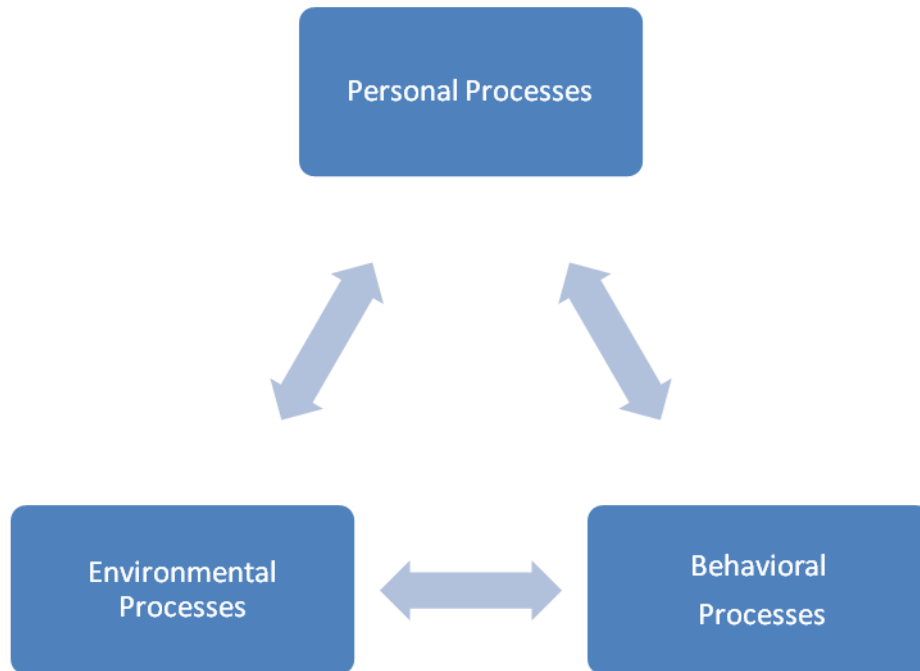 Personal Processes
Environmental
Processes
Behavioral
Processes